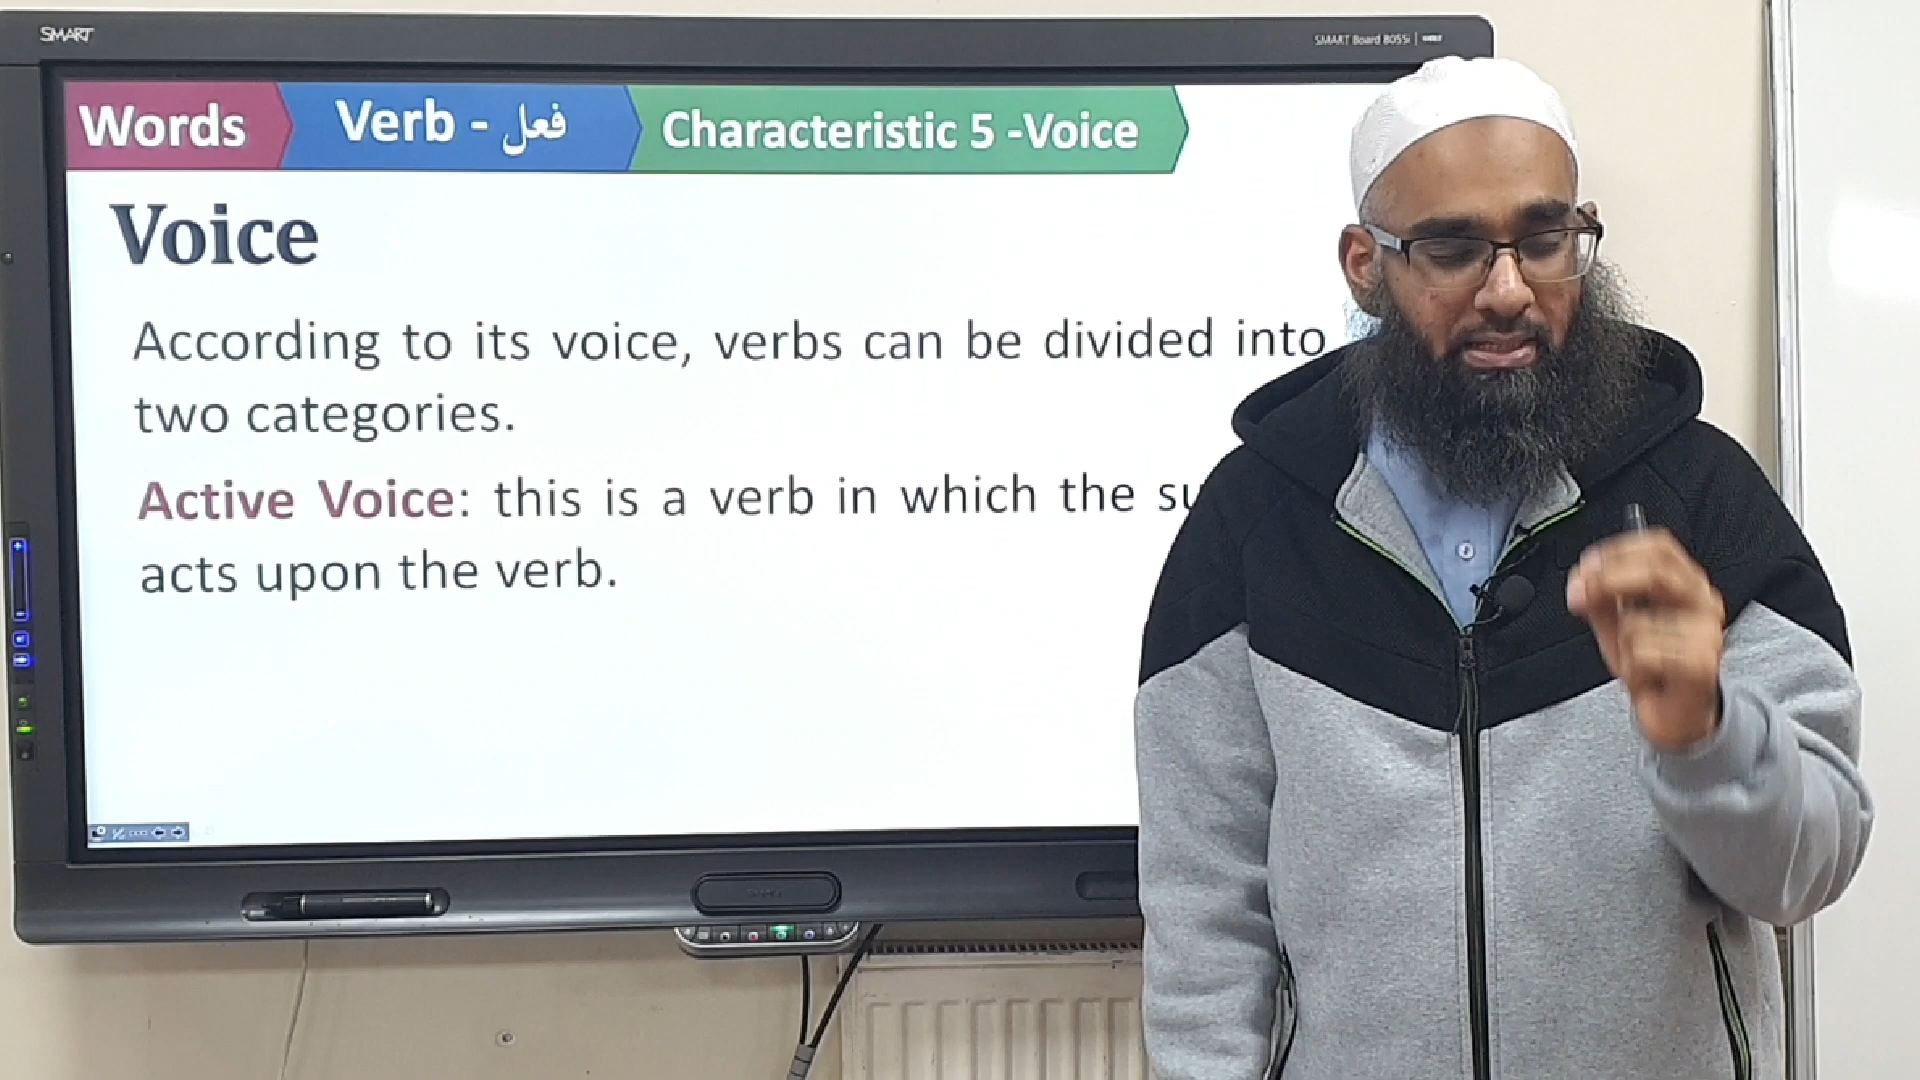 SMART
SMART Board 8055i
Words
Verb - فعل
Characteristic 5 -Voice
Voice
According to its voice, verbs can be divided into
two categories.
Active Voice: this is a verb in which the su
acts upon the verb.